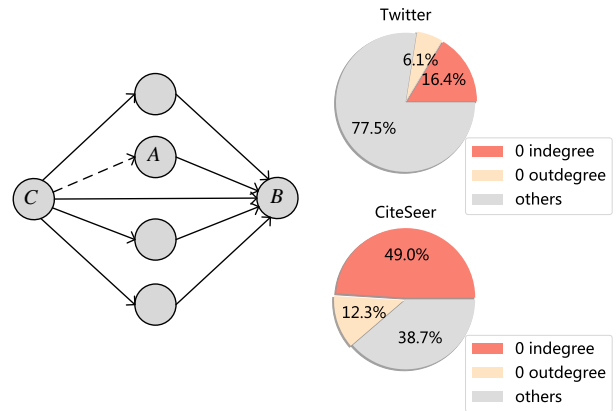 C
A
B
Twitter
6.1%
16.4%
77.5%
0 indegree
0 outdegree
others
CiteSeer
49.0%
12.3%
38.7%
0 indegree
0 outdegree
others